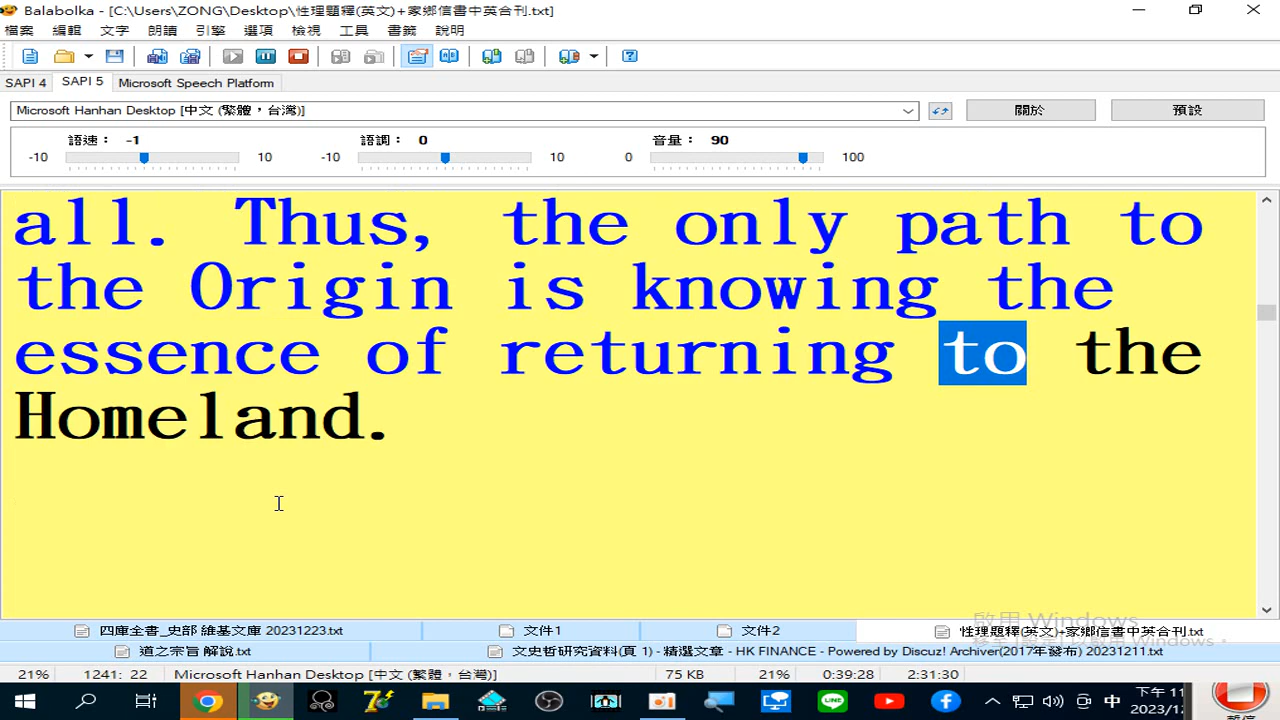 Balabolka - [C:\Users\ZONG\Desktop\性理題釋(英文)+家鄉信書中英合刊.txt]
檔案 編輯 文字 朗讀 引擎 選項 檢視 工具 書籤 說明
SAPI 4 SAPI 5 Microsoft Speech Platform
Microsoft Hanhan Desktop [中文 (繁體，台灣)] 關於 預設
語速： -1 語調： 0 音量： 90
-10 10 -10 10 0 100
all. Thus, the only path to
the Origin is knowing the
essence of returning to the
Homeland.
啟用 Windows
四庫全書_史部 維基文庫 20231223.txt 文件1 文件2 性理題釋(英文)+家鄉信書中英合刊.txt
道之宗旨 解說.txt 文史哲研究資料(頁 1) - 精選文章 - HK FINANCE - Powered by Discuz! Archiver(2017年發布) 20231211.txt
21% 1241: 22 Microsoft Hanhan Desktop [中文 (繁體，台灣)] 75 KB 21% 0:39:28 2:31:30
中 下午 11
2023/12